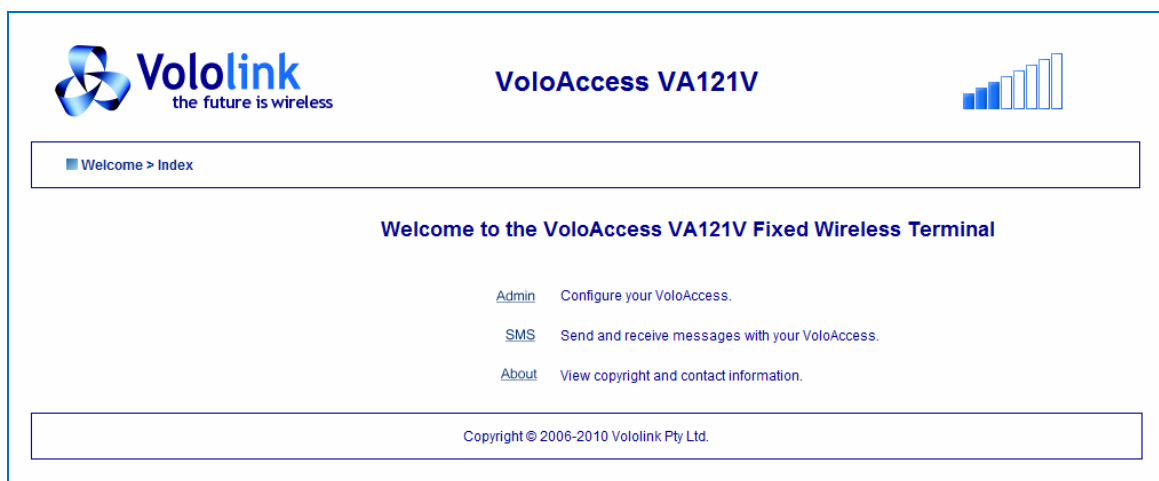 Vololink
the future is wireless
VoloAccess VA121V
Welcome > Index
Welcome to the VoloAccess VA121V Fixed Wireless Terminal
Admin Configure your VoloAccess.
SMS Send and receive messages with your VoloAccess.
About View copyright and contact information.
Copyright © 2006-2010 Vololink Pty Ltd.